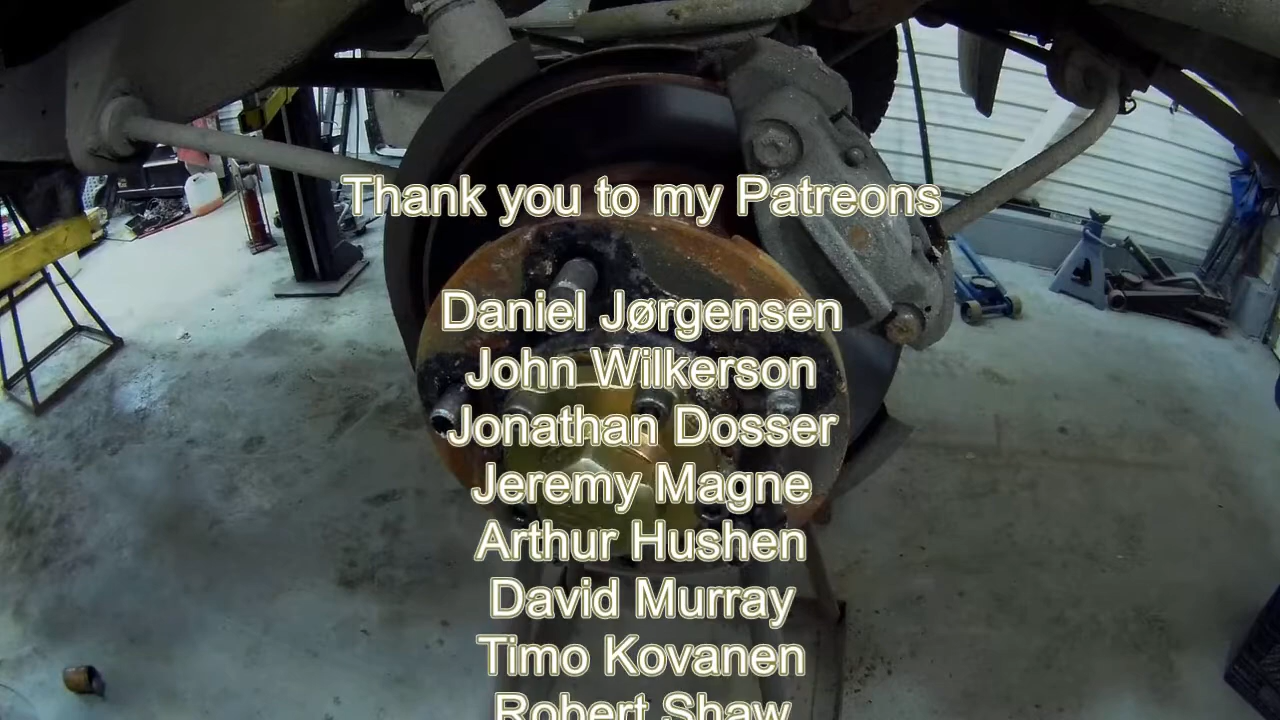 Thank you to my Patreons
Daniel Jørgensen
John Wilkerson
Jonathan Dosser
Jeremy Magne
Arthur Hushen
David Murray
Timo Kovanen
Robert Shaw